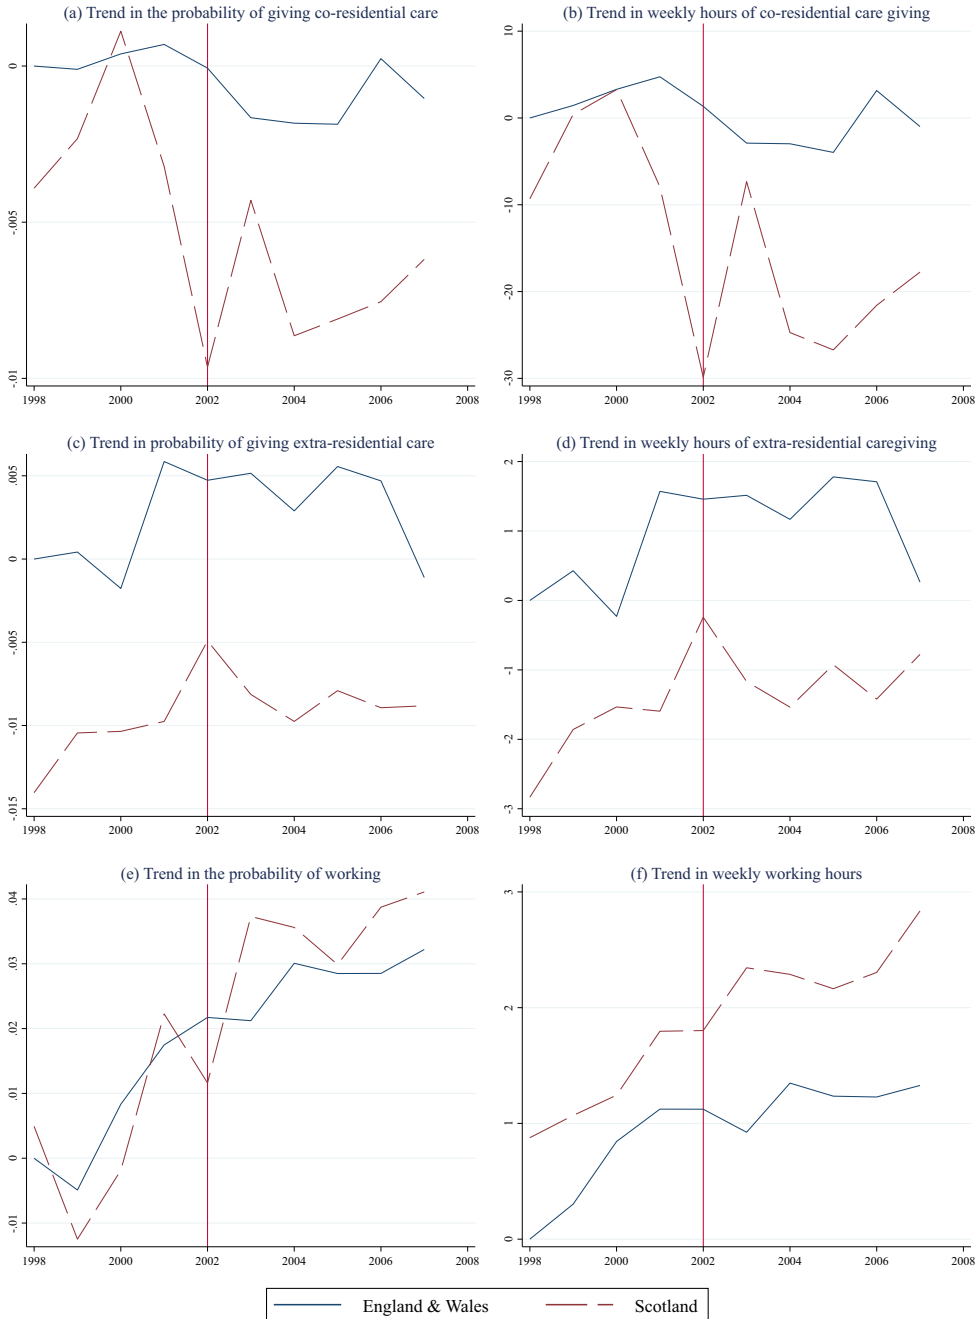 (a) Trend in the probability of giving co-residential care
0
-.005
-.01
1998 2000 2002 2004 2006 2008
(b) Trend in weekly hours of co-residential care giving
10
0
-10
-20
-30
1998 2000 2002 2004 2006 2008
(c) Trend in probability of giving extra-residential care
.005
0
-.005
-.01
-.015
1998 2000 2002 2004 2006 2008
(d) Trend in weekly hours of extra-residential caregiving
2
1
0
-1
-2
-3
1998 2000 2002 2004 2006 2008
(e) Trend in the probability of working
.04
.03
.02
.01
0
-.01
1998 2000 2002 2004 2006 2008
(f) Trend in weekly working hours
3
2
1
0
1998 2000 2002 2004 2006 2008
England & Wales Scotland